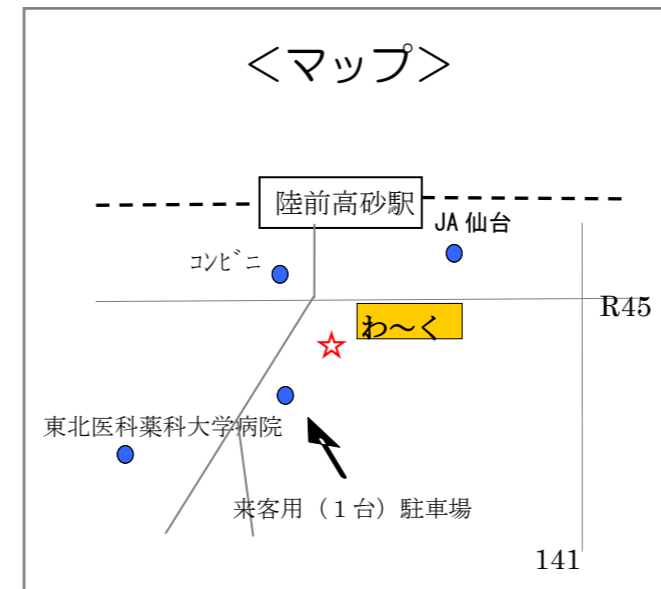 ＜マップ＞
陸前高砂駅
JA 仙台
ｺﾝﾋﾞﾆ
R45
わ～く
東北医科薬科大学病院
来客用（１台）駐車場
141